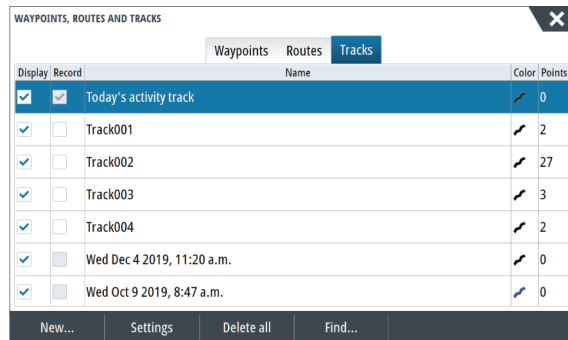 WAYPOINTS, ROUTES AND TRACKS
Waypoints Routes Tracks
Display Record Name Color Points
Today's activity track 0
Track001 2
Track002 27
Track003 3
Track004 2
Wed Dec 4 2019, 11:20 a.m. 0
Wed Oct 9 2019, 8:47 a.m. 0
New... Settings Delete all Find...